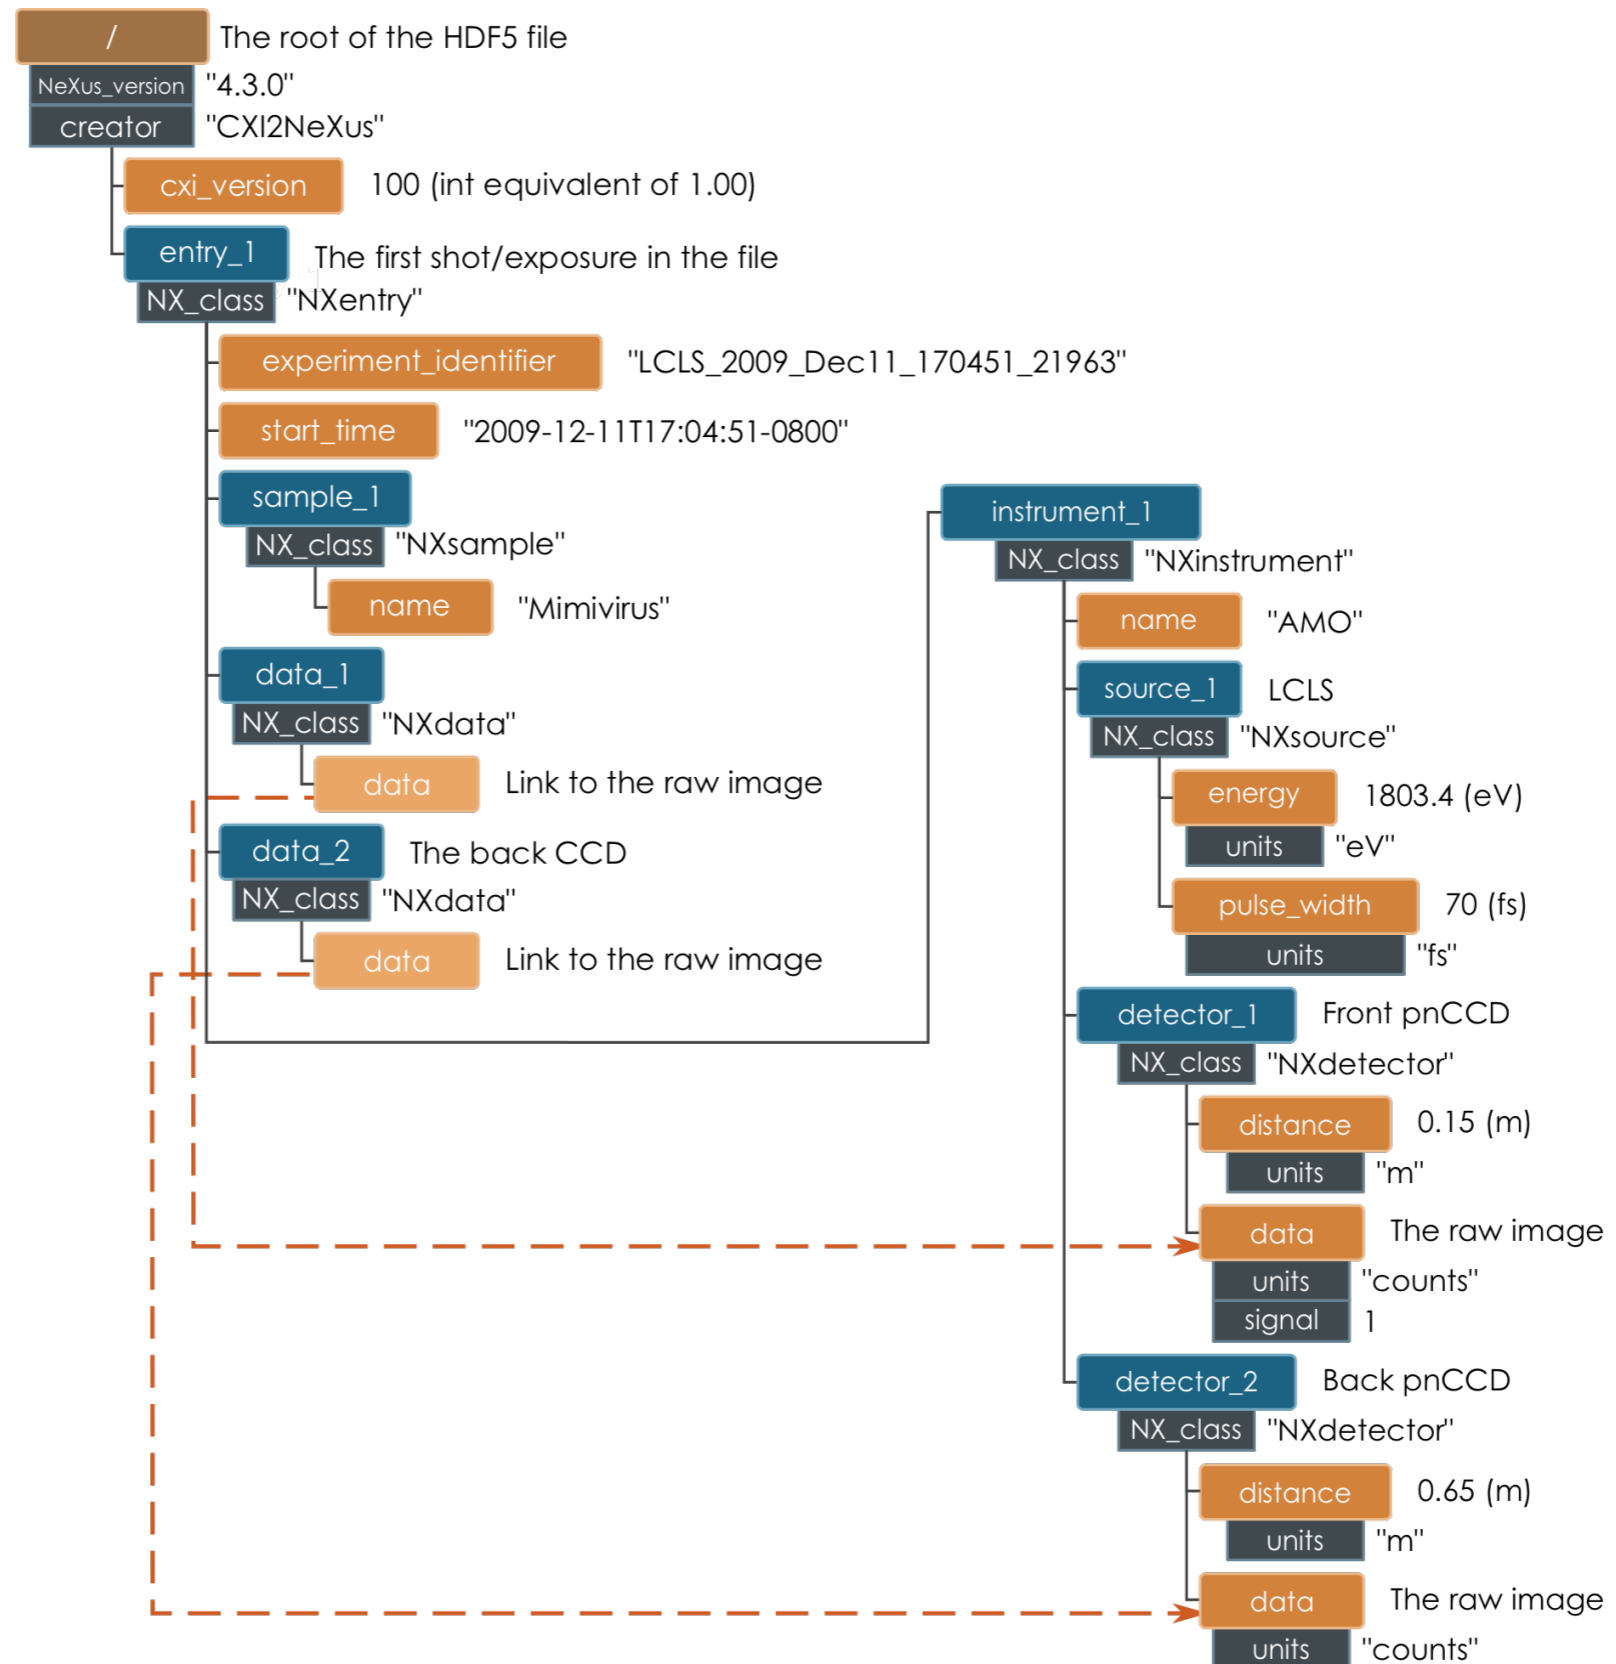 / The root of the HDF5 file
NeXus_version "4.3.0"
creator "CXI2NeXus"
cxi_version 100 (int equivalent of 1.00)
entry_1 The first shot/exposure in the file
NX_class "NXentry"
experiment_identifier "LCLS_2009_Dec11_170451_21963"
start_time "2009-12-11T17:04:51-0800"
sample_1
NX_class "NXsample"
name "Mimivirus"
data_1
NX_class "NXdata"
data Link to the raw image
data_2 The back CCD
NX_class "NXdata"
data Link to the raw image
instrument_1
NX_class "NXinstrument"
name "AMO"
source_1 LCLS
NX_class "NXsource"
energy 1803.4 (eV)
units "eV"
pulse_width 70 (fs)
units "fs"
detector_1 Front pnCCD
NX_class "NXdetector"
distance 0.15 (m)
units "m"
data The raw image
units "counts"
signal 1
detector_2 Back pnCCD
NX_class "NXdetector"
distance 0.65 (m)
units "m"
data The raw image
units "counts"